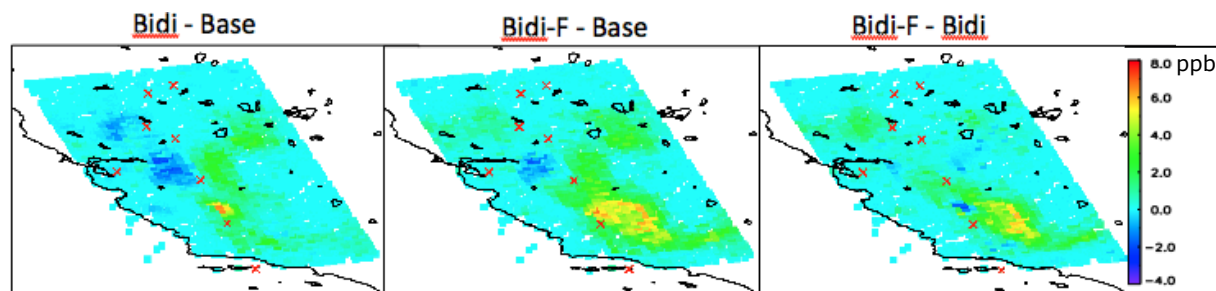 Bidi - Base
Bidi-F - Base
Bidi-F - Bidi
8.0 ppb
6.0
4.0
2.0
0.0
−2.0
−4.0